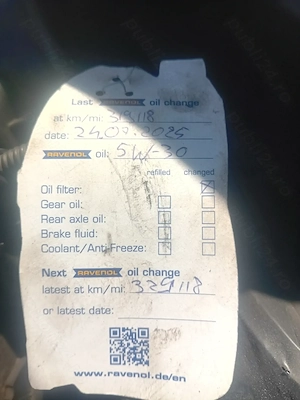 Last RAVENOL oil change
at km/mi: 319118
date: 24.07.2025
RAVENOL oil: 5W-30
refilled changed
Oil filter:
Gear oil:
Rear axle oil:
Brake fluid:
Coolant/Anti-Freeze:
Next RAVENOL oil change
latest at km/mi: 329118
or latest date:
www.ravenol.de/en